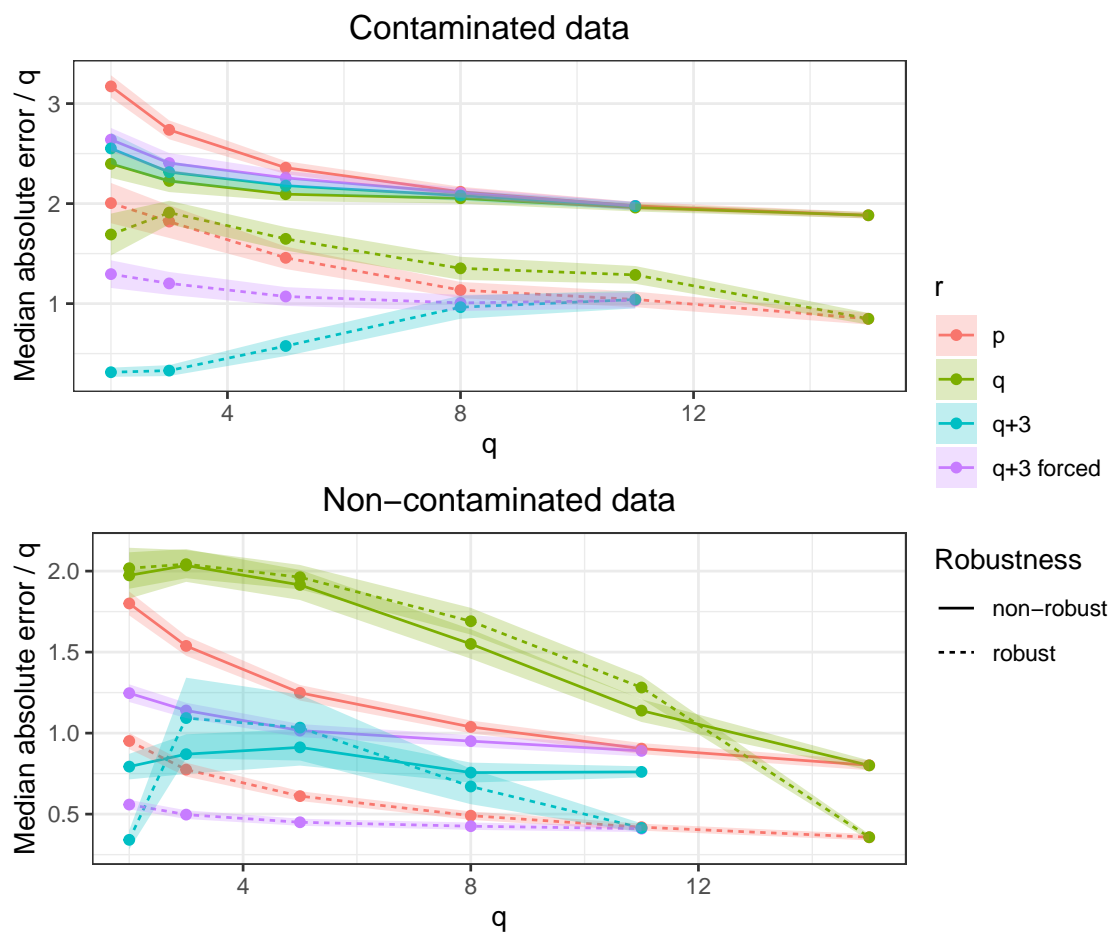 Contaminated data
Median absolute error / q
3
2
1
4
8
12
q
Non−contaminated data
Median absolute error / q
2.0
1.5
1.0
0.5
4
8
12
q
r
p
q
q+3
q+3 forced
Robustness
non−robust
robust